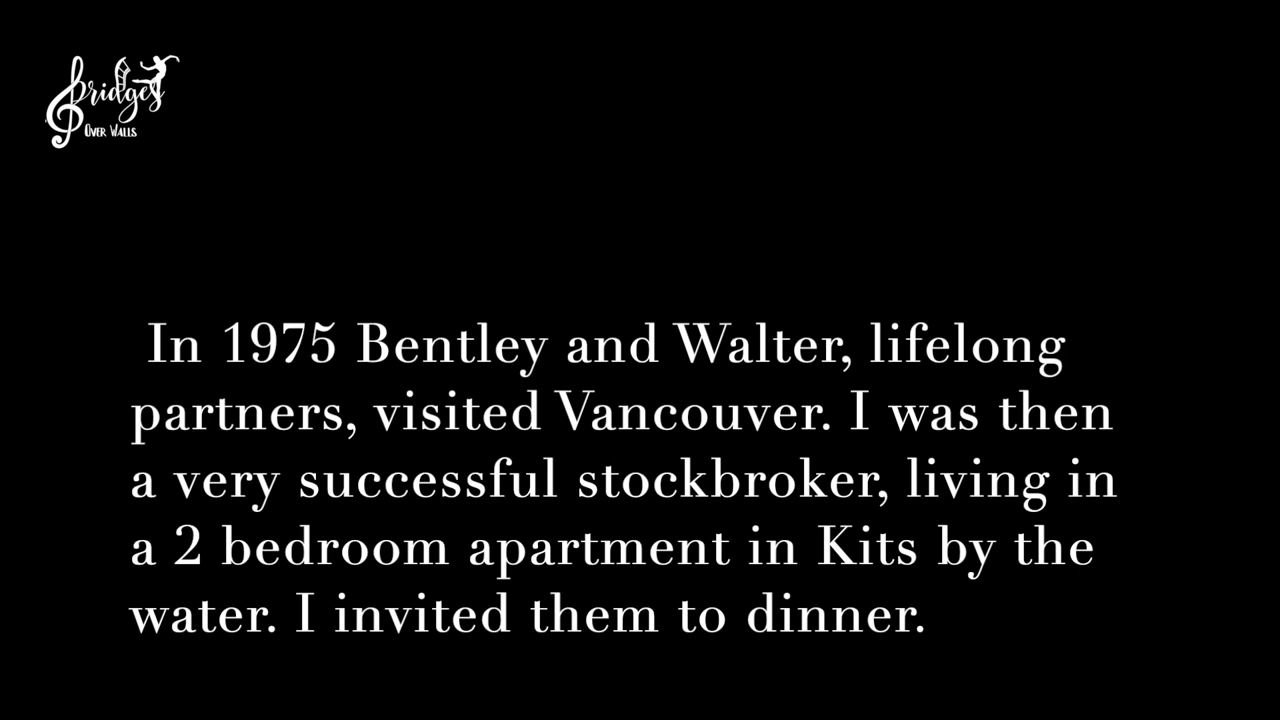 Bridges
Over Walls
In 1975 Bentley and Walter, lifelong
partners, visited Vancouver. I was then
a very successful stockbroker, living in
a 2 bedroom apartment in Kits by the
water. I invited them to dinner.